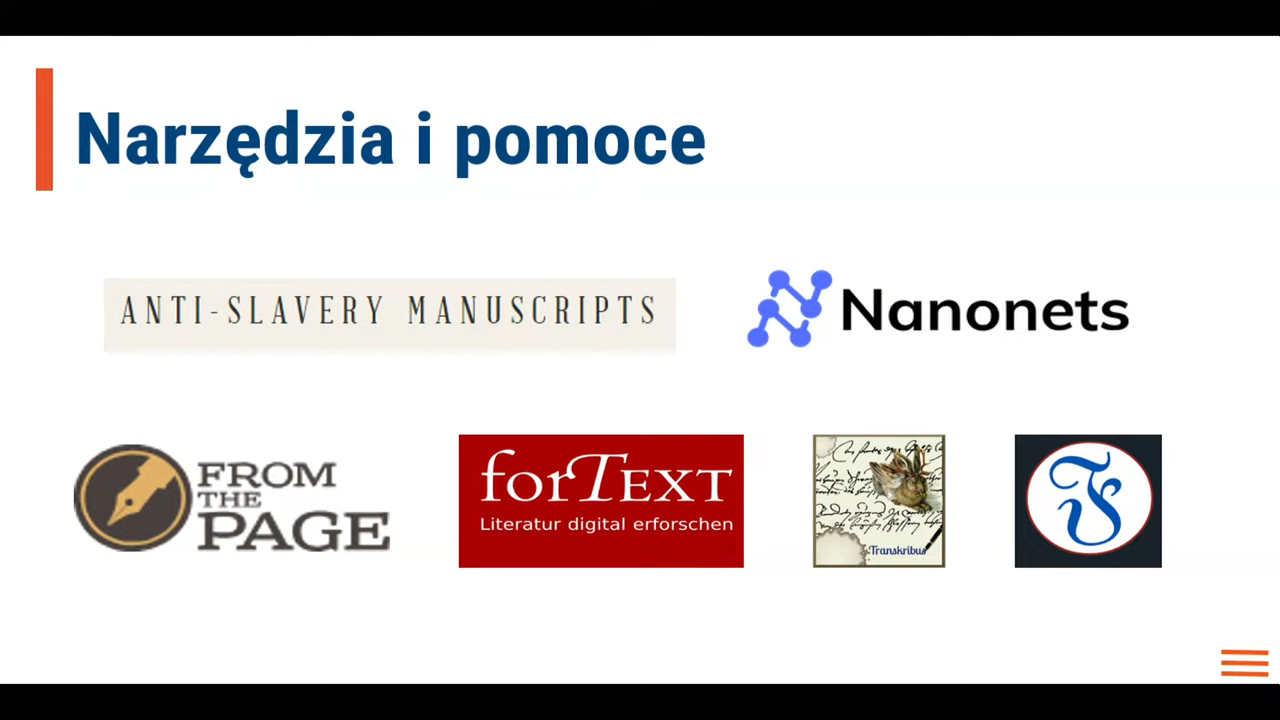 Narzędzia i pomoce
ANTI-SLAVERY MANUSCRIPTS
Nanonets
FROM
THE
PAGE
forTEXT
Literatur digital erforschen
Transkribus